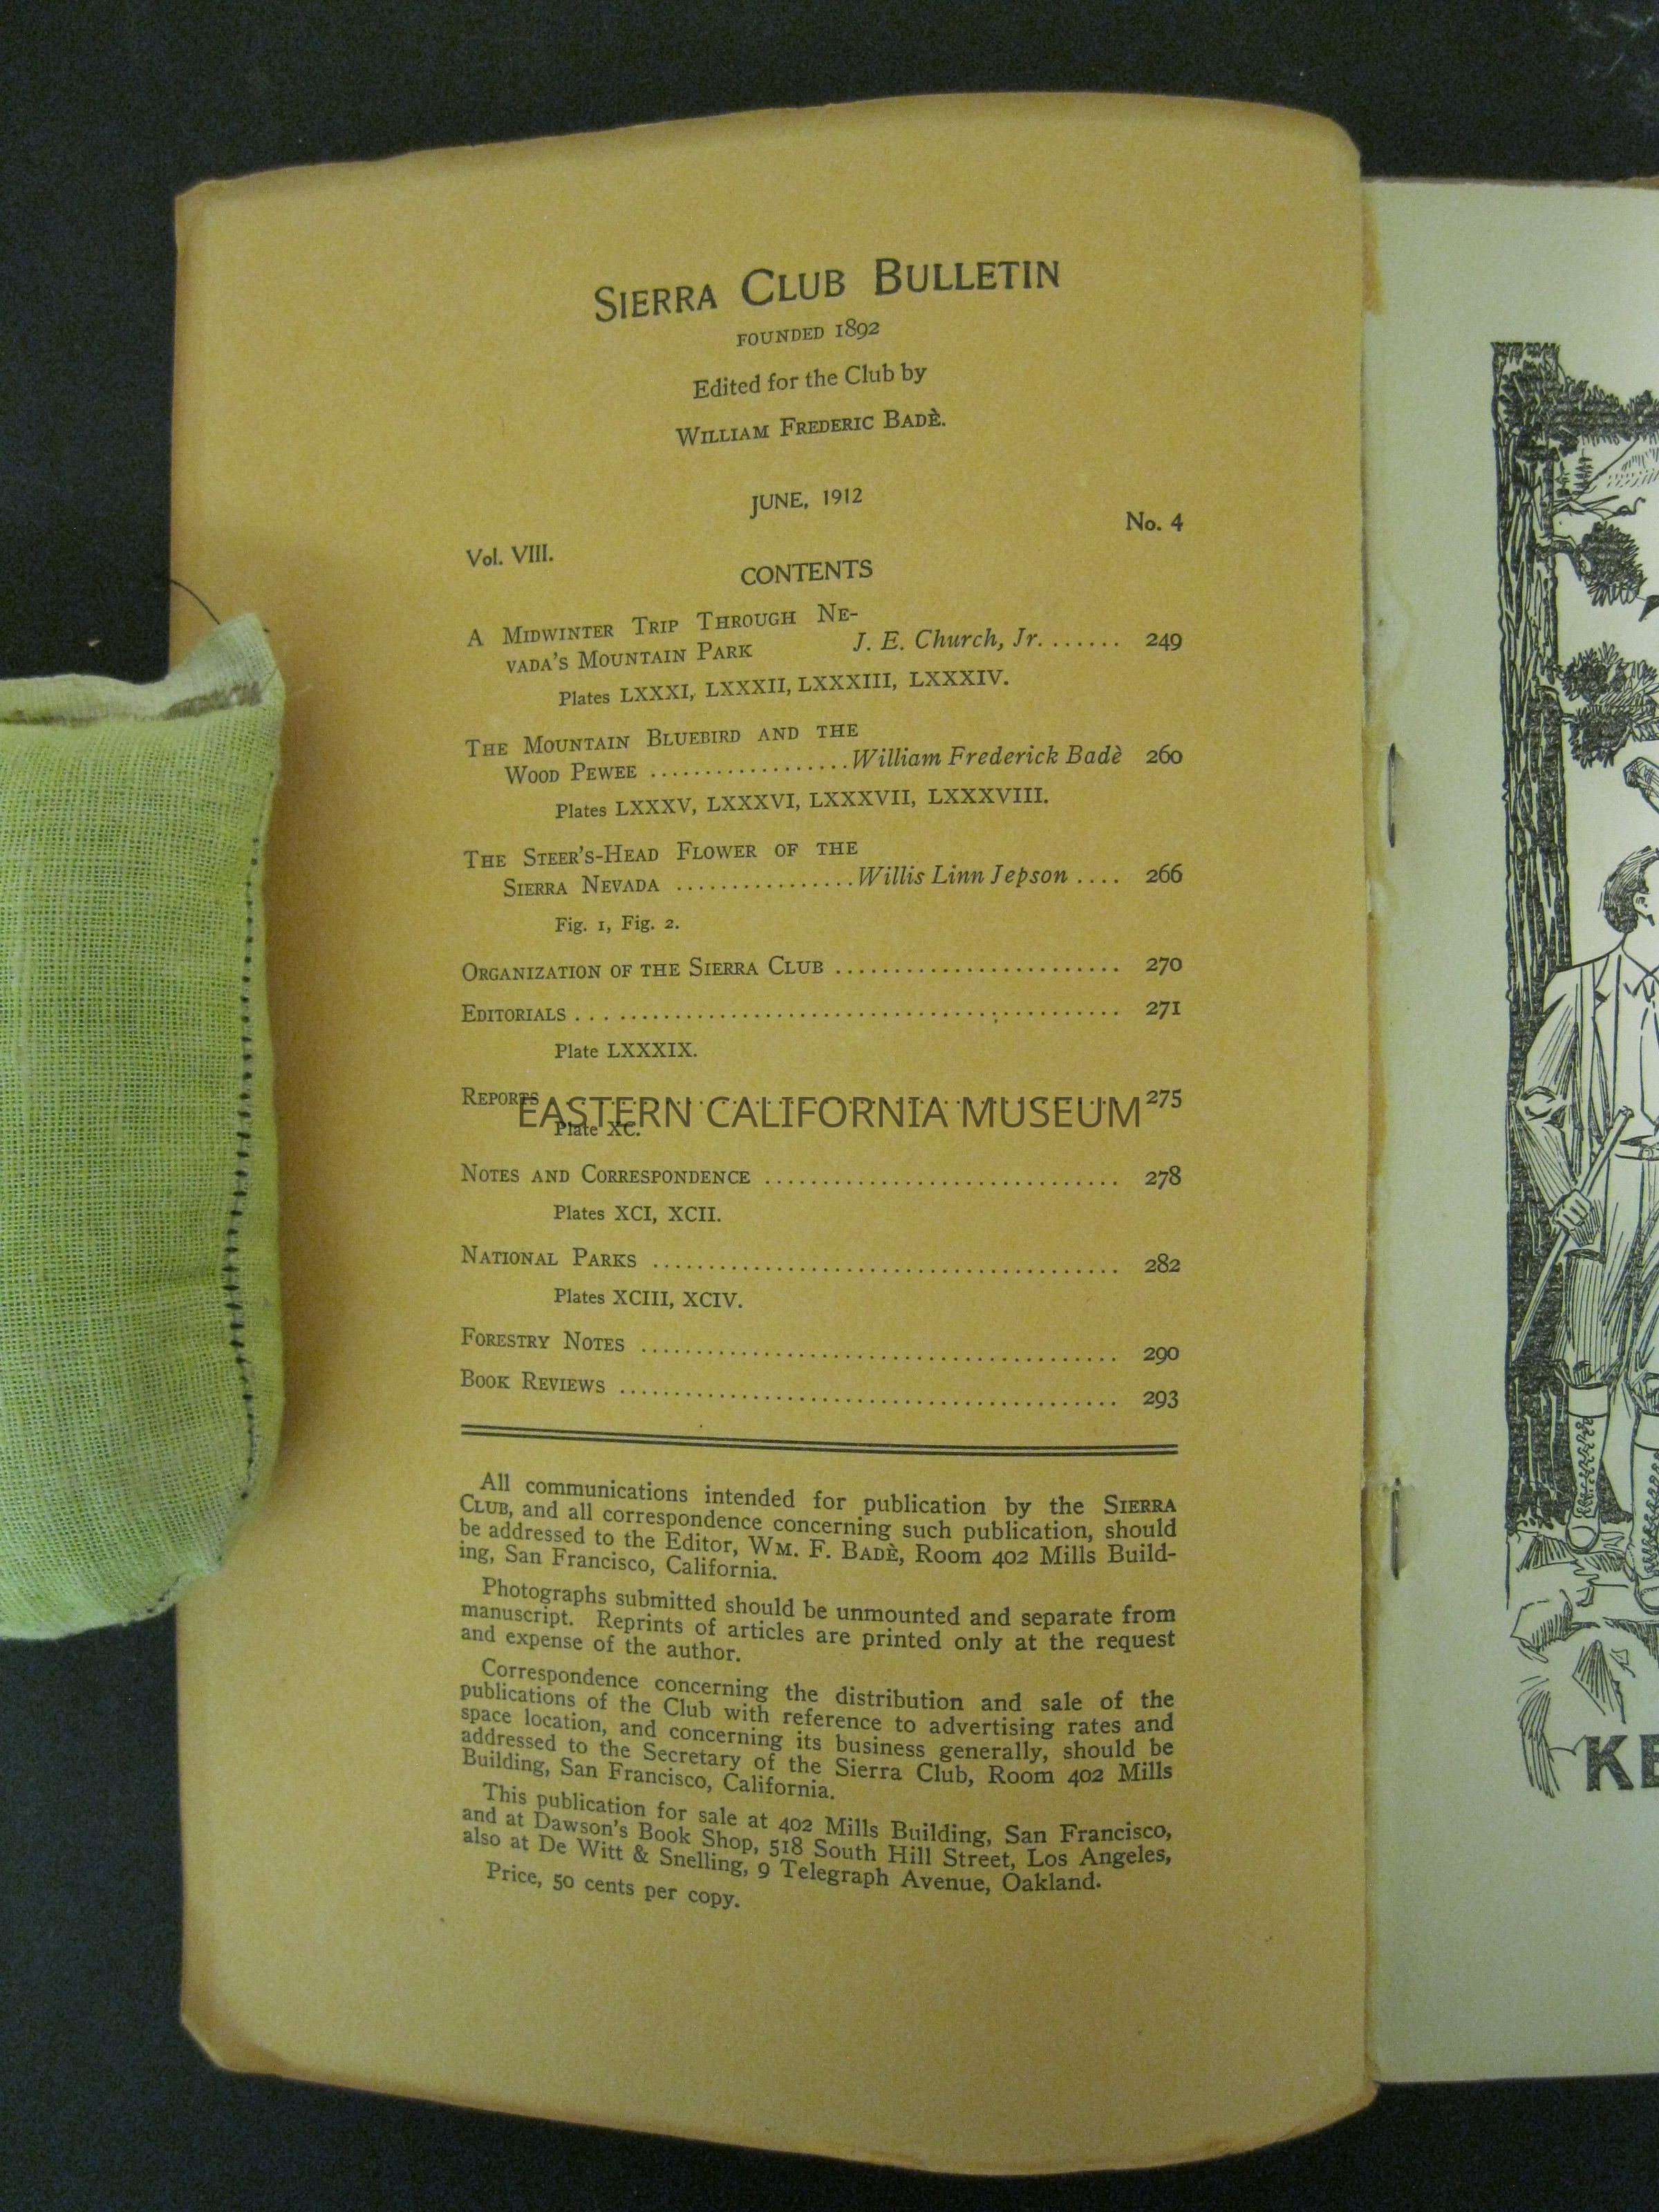 SIERRA CLUB BULLETIN
FOUNDED 1892
Edited for the Club by
WILLIAM FREDERIC BADÈ.
JUNE, 1912
Vol. VIII. No. 4
CONTENTS
A MIDWINTER TRIP THROUGH NE-
VADA'S MOUNTAIN PARK J. E. Church, Jr. ....... 249
Plates LXXXI, LXXXII, LXXXIII, LXXXIV.
THE MOUNTAIN BLUEBIRD AND THE
WOOD PEWEE ..................William Frederick Badè 260
Plates LXXXV, LXXXVI, LXXXVII, LXXXVIII.
THE STEER'S-HEAD FLOWER OF THE
SIERRA NEVADA ................Willis Linn Jepson .... 266
Fig. 1, Fig. 2.
ORGANIZATION OF THE SIERRA CLUB ......................... 270
EDITORIALS ................................................ 271
Plate LXXXIX.
REPORTS ................................................ 275
EASTERN CALIFORNIA MUSEUM
Plate XC.
NOTES AND CORRESPONDENCE ............................... 278
Plates XCI, XCII.
NATIONAL PARKS ......................................... 282
Plates XCIII, XCIV.
FORESTRY NOTES .......................................... 290
BOOK REVIEWS ............................................ 293
All communications intended for publication by the SIERRA
CLUB, and all correspondence concerning such publication, should
be addressed to the Editor, WM. F. BADÈ, Room 402 Mills Build-
ing, San Francisco, California.
Photographs submitted should be unmounted and separate from
manuscript. Reprints of articles are printed only at the request
and expense of the author.
Correspondence concerning the distribution and sale of the
publications of the Club with reference to advertising rates and
space location, and concerning its business generally, should be
addressed to the Secretary of the Sierra Club, Room 402 Mills
Building, San Francisco, California.
This publication for sale at 402 Mills Building, San Francisco,
and at Dawson's Book Shop, 518 South Hill Street, Los Angeles,
also at De Witt & Snelling, 9 Telegraph Avenue, Oakland.
Price, 50 cents per copy.
KE